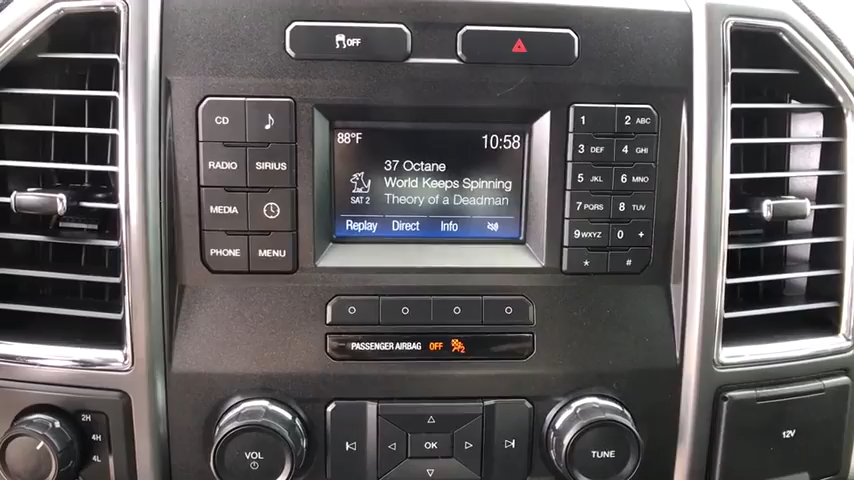 OFF
CD
RADIO SIRIUS
MEDIA
PHONE MENU
88°F 10:58
37 Octane
World Keeps Spinning
SAT 2 Theory of a Deadman
Replay Direct Info
1 2 ABC
3 DEF 4 GHI
5 JKL 6 MNO
7 PQRS 8 TUV
9 WXYZ 0 +
* #
PASSENGER AIRBAG OFF 2
2H
4H
4L
VOL
OK
TUNE
12V